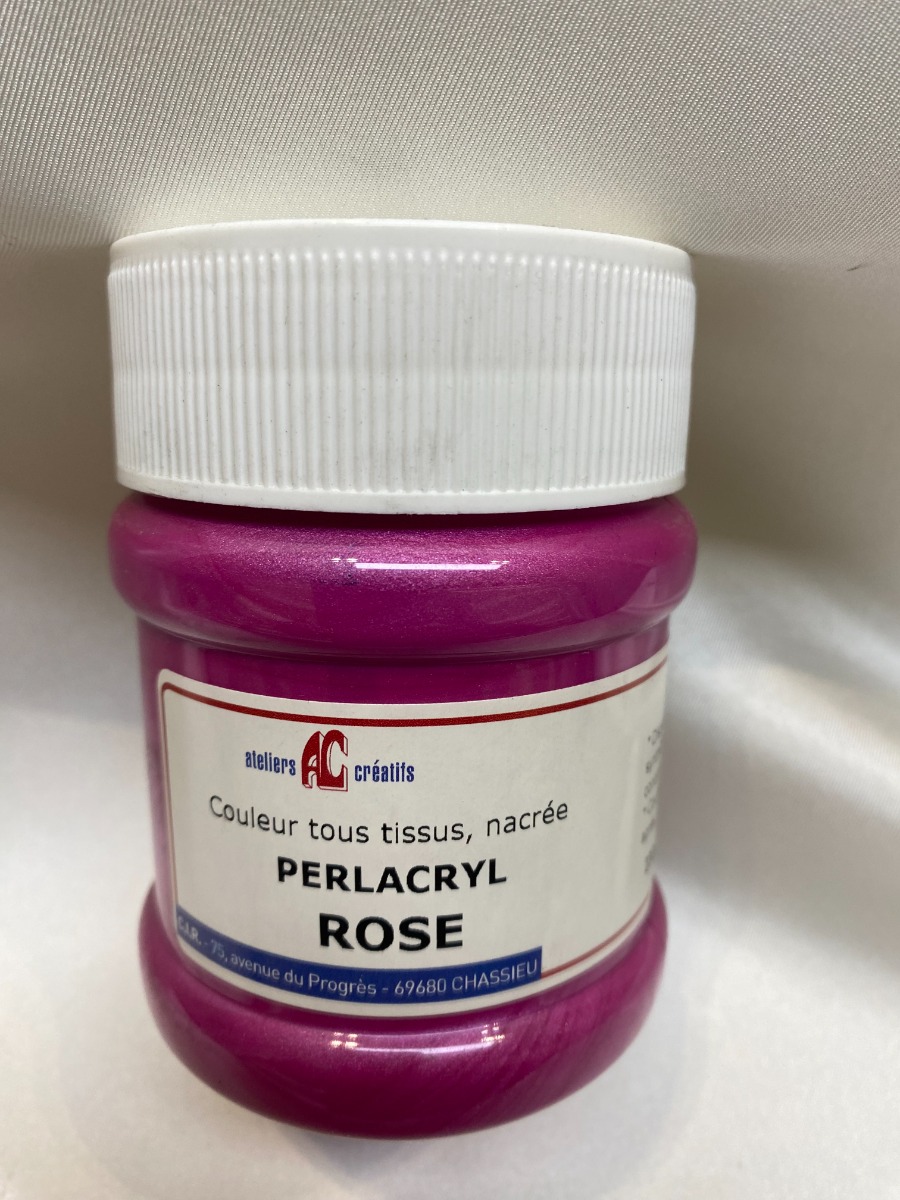 ateliers AC créatifs
Couleur tous tissus, nacrée
PERLACRYL
ROSE
C.I.R. - 75, avenue du Progrès - 69680 CHASSIEU